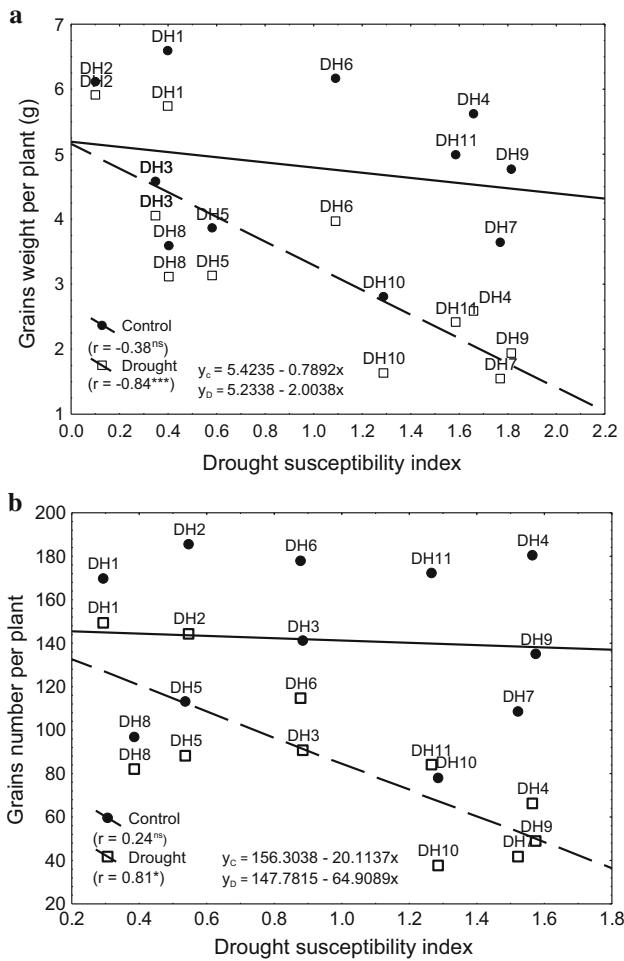 a
Grains weight per plant (g)
7
6
5
4
3
2
1
DH1
DH2
DH2
DH1
DH6
DH4
DH11
DH9
DH3
DH3
DH8
DH5
DH6
DH7
DH8
DH5
DH10
DH11
DH4
DH10
DH9
DH7
Control
(r = -0.38ns)
Drought
(r = -0.84***)
yc = 5.4235 - 0.7892x
yD = 5.2338 - 2.0038x
0.0 0.2 0.4 0.6 0.8 1.0 1.2 1.4 1.6 1.8 2.0 2.2
Drought susceptibility index
b
Grains number per plant
200
180
160
140
120
100
80
60
40
20
DH2
DH4
DH6
DH11
DH1
DH1
DH2
DH3
DH9
DH6
DH5
DH7
DH8
DH5
DH3
DH8
DH11
DH10
DH4
DH9
DH10
DH7
Control
(r = 0.24ns)
Drought
(r = 0.81*)
yC = 156.3038 - 20.1137x
yD = 147.7815 - 64.9089x
0.2 0.4 0.6 0.8 1.0 1.2 1.4 1.6 1.8
Drought susceptibility index